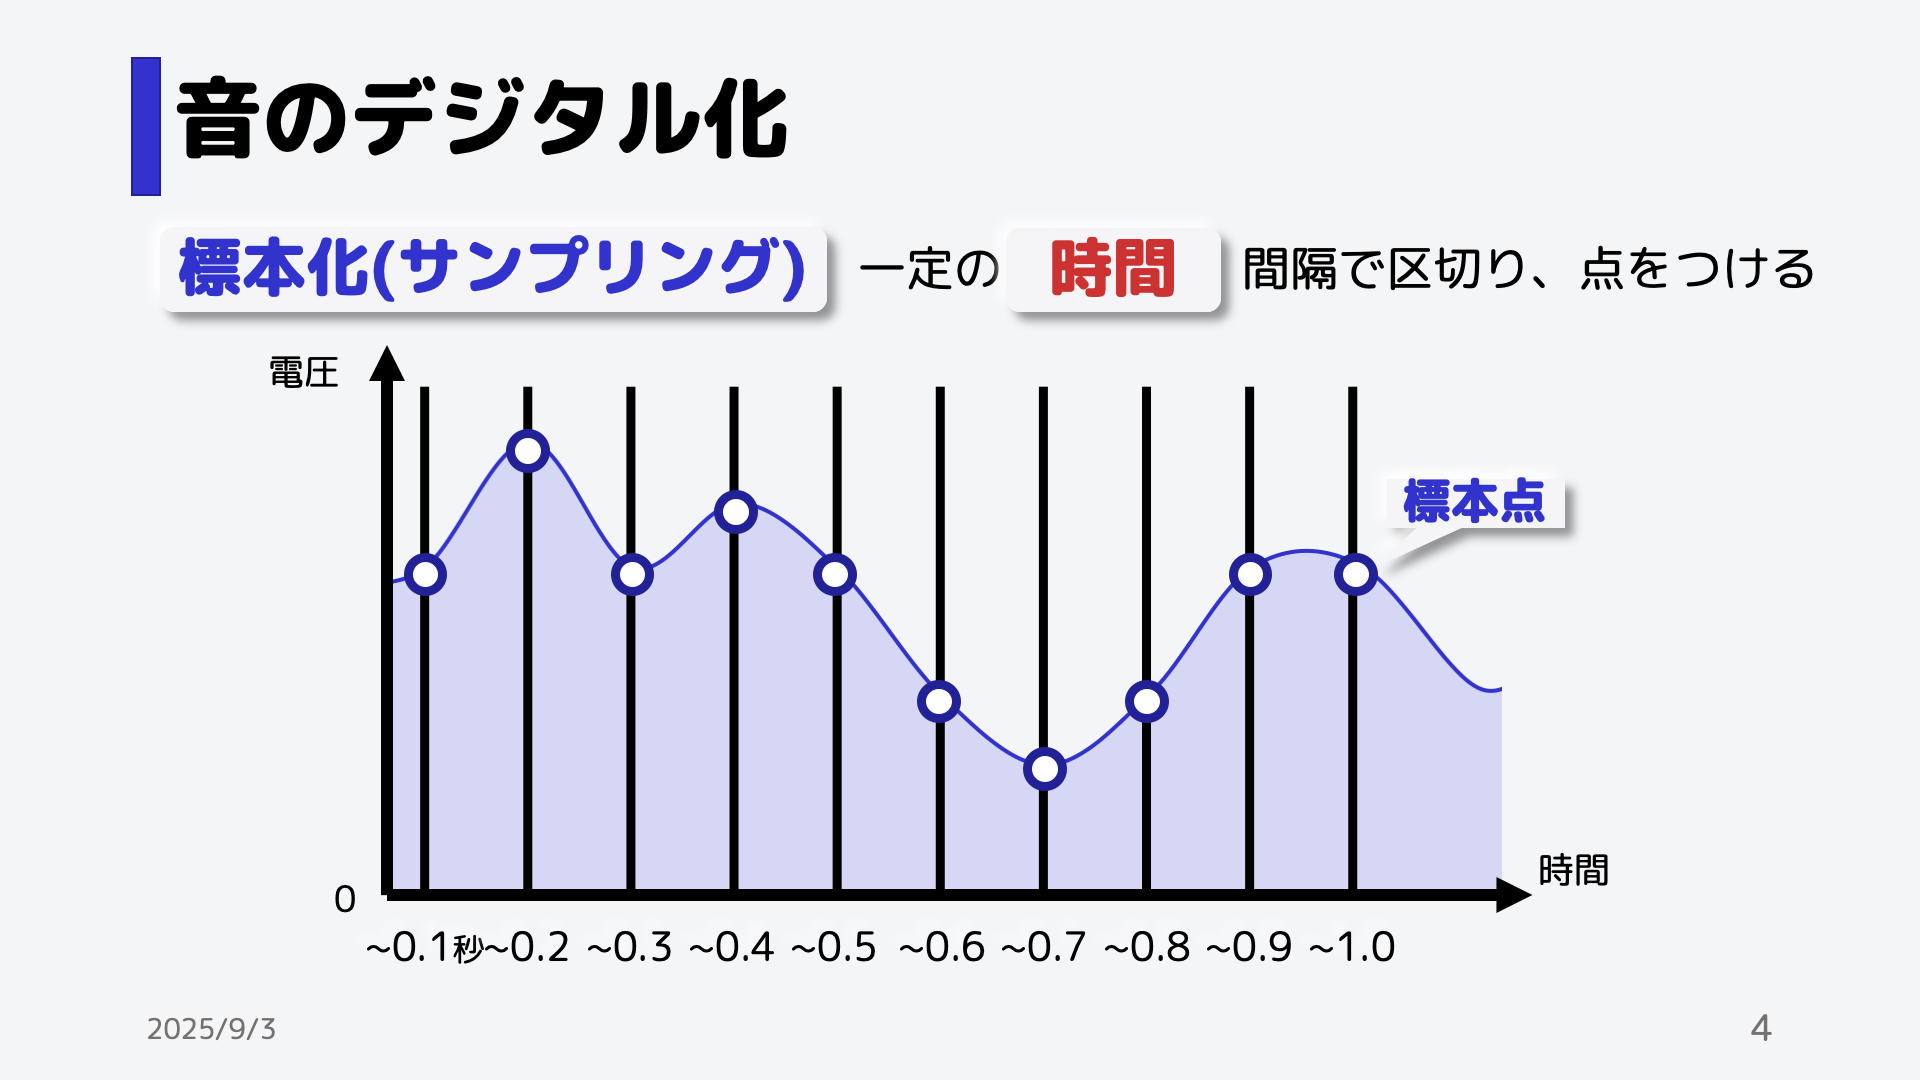 音のデジタル化
標本化(サンプリング) 一定の 時間 間隔で区切り、点をつける
電圧
標本点
時間
0
~0.1秒~0.2 ~0.3 ~0.4 ~0.5 ~0.6 ~0.7 ~0.8 ~0.9 ~1.0
2025/9/3
4